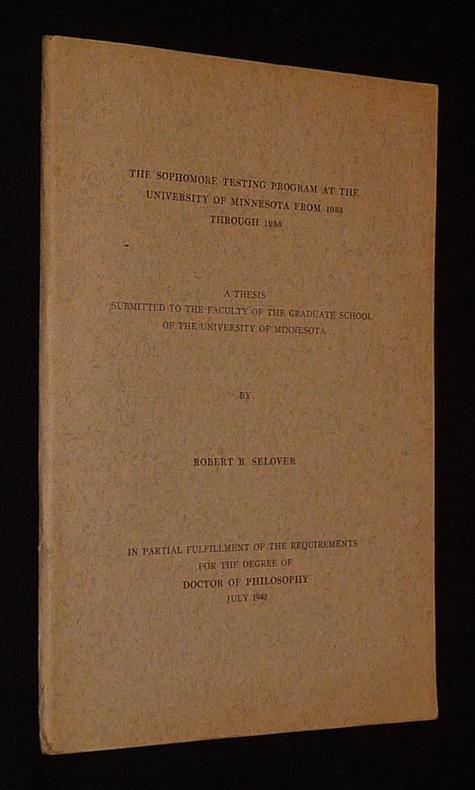 THE SOPHOMORE TESTING PROGRAM AT THE
UNIVERSITY OF MINNESOTA FROM 1933
THROUGH 1936
A THESIS
SUBMITTED TO THE FACULTY OF THE GRADUATE SCHOOL
OF THE UNIVERSITY OF MINNESOTA
BY
ROBERT B. SELOVER
IN PARTIAL FULFILLMENT OF THE REQUIREMENTS
FOR THE DEGREE OF
DOCTOR OF PHILOSOPHY
JULY 1940